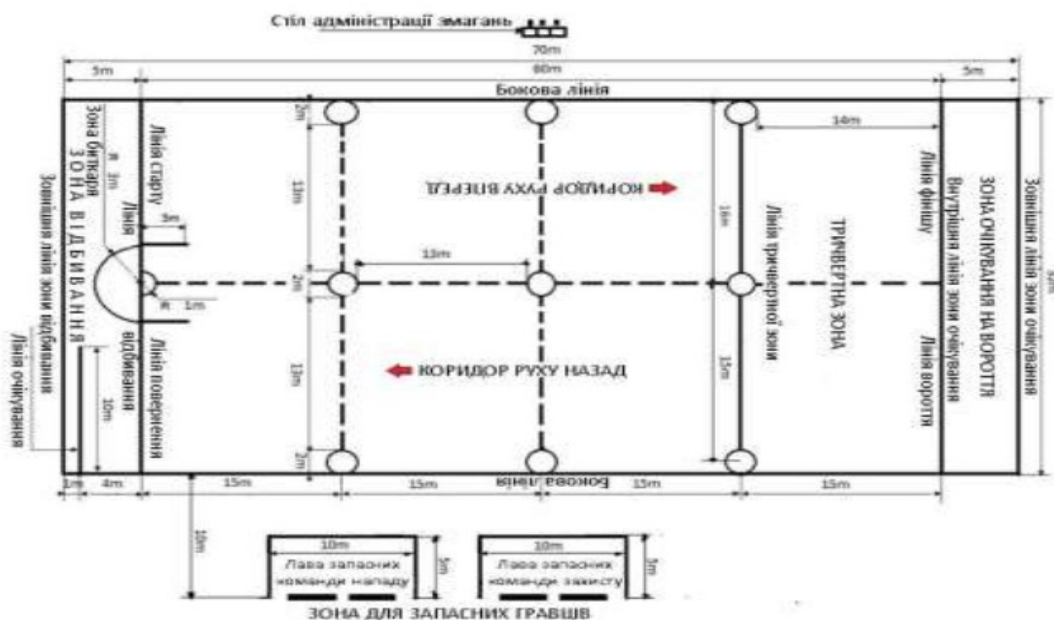 Стіл адміністрації змагань
70m
5m
60m
5m
Бокова лінія
2m
14m
Зона биткаря
R 3m
Лінія старту
ЗОНА ВІДБИВАННЯ
Зовнішня лінія зони відбивання
Лінія очікування
Лінія відбивання
3m
R 1m
Лінія повернення
10m
13m
КОРИДОР РУХУ ВПЕРЕД
13m
2m
16m
Лінія тричвертної зони
ТРИЧВЕРТНА ЗОНА
Лінія фінішу
Внутрішня лінія зони очікування
ЗОНА ОЧІКУВАННЯ НА ВОРОТТЯ
Зовнішня лінія зони очікування
Лінія вороття
13m
КОРИДОР РУХУ НАЗАД
15m
2m
Бокова лінія
1m
4m
15m
15m
15m
15m
10m
10m
5m
Лава запасних
команди нападу
10m
5m
Лава запасних
команди захисту
ЗОНА ДЛЯ ЗАПАСНИХ ГРАВЦІВ